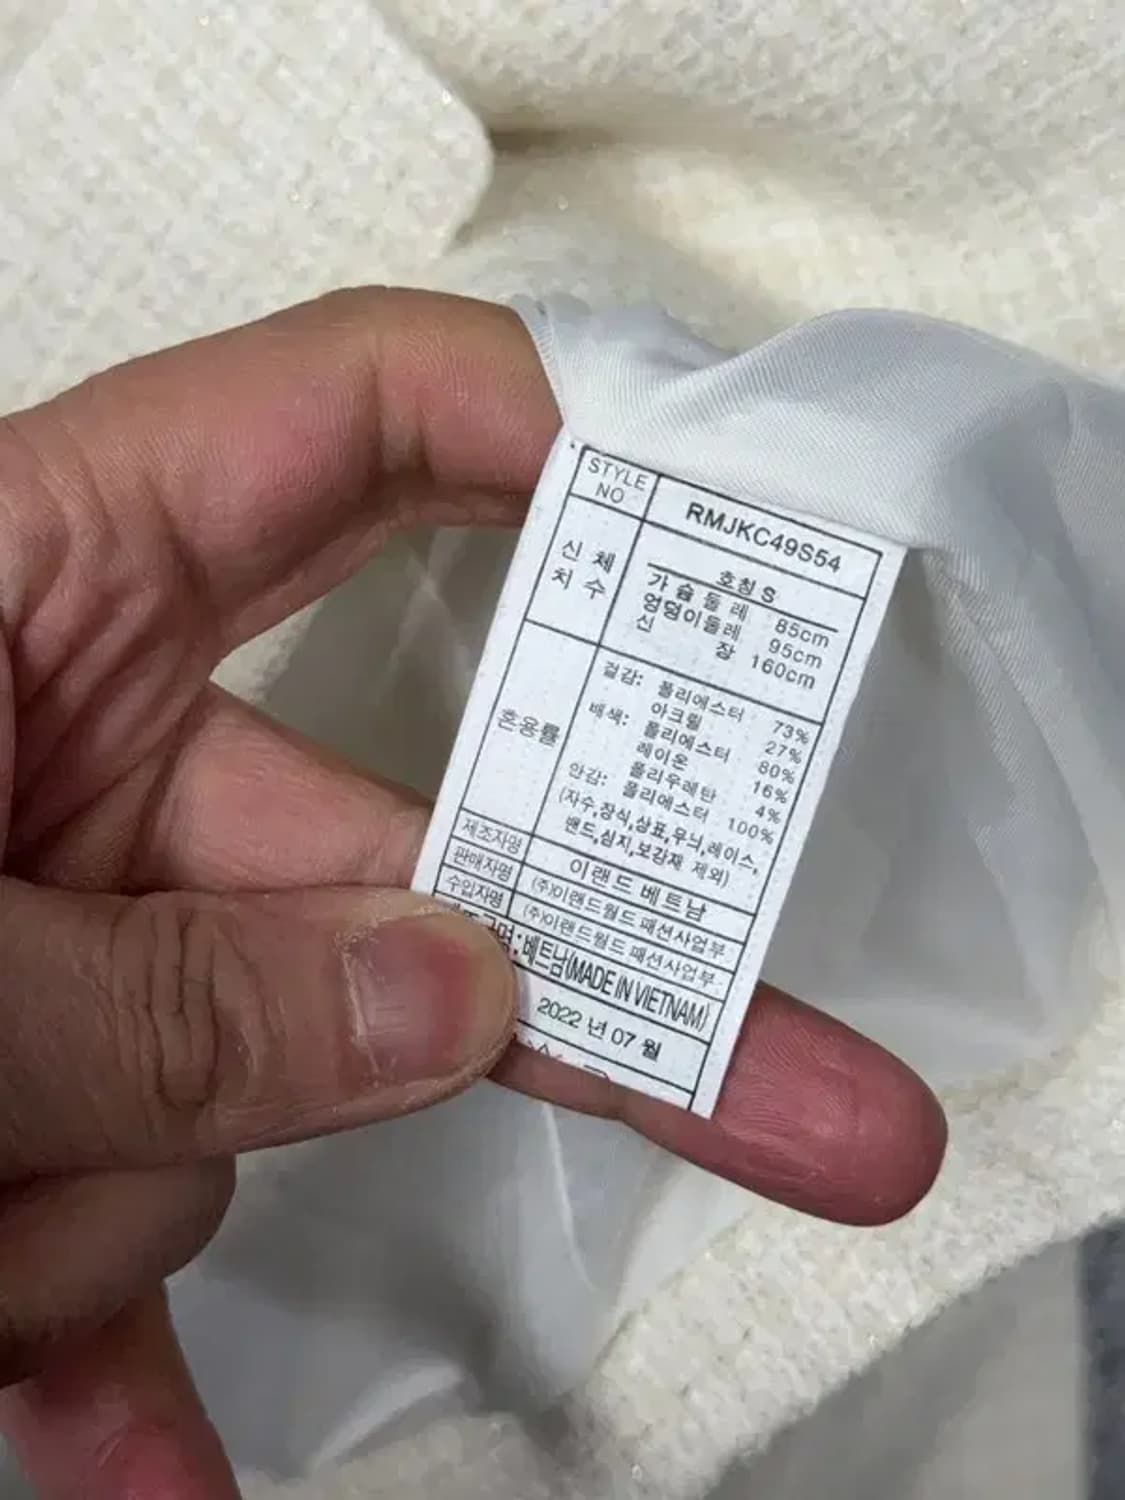 STYLE NO RMJKC49S54
신체 치수
호칭 S
가슴둘레 85cm
엉덩이둘레 95cm
신장 160cm
혼용률
겉감: 폴리에스터 73%
아크릴 27%
배색: 폴리에스터 80%
레이온 16%
폴리우레탄 4%
안감: 폴리에스터 100%
(자수,장식,상표,무늬,레이스,
밴드,심지,보강재 제외)
제조자명 이랜드 베트남
판매자명 (주)이랜드월드 패션사업부
수입자명 (주)이랜드월드 패션사업부
제조국명:베트남(MADE IN VIETNAM)
2022 년 07 월